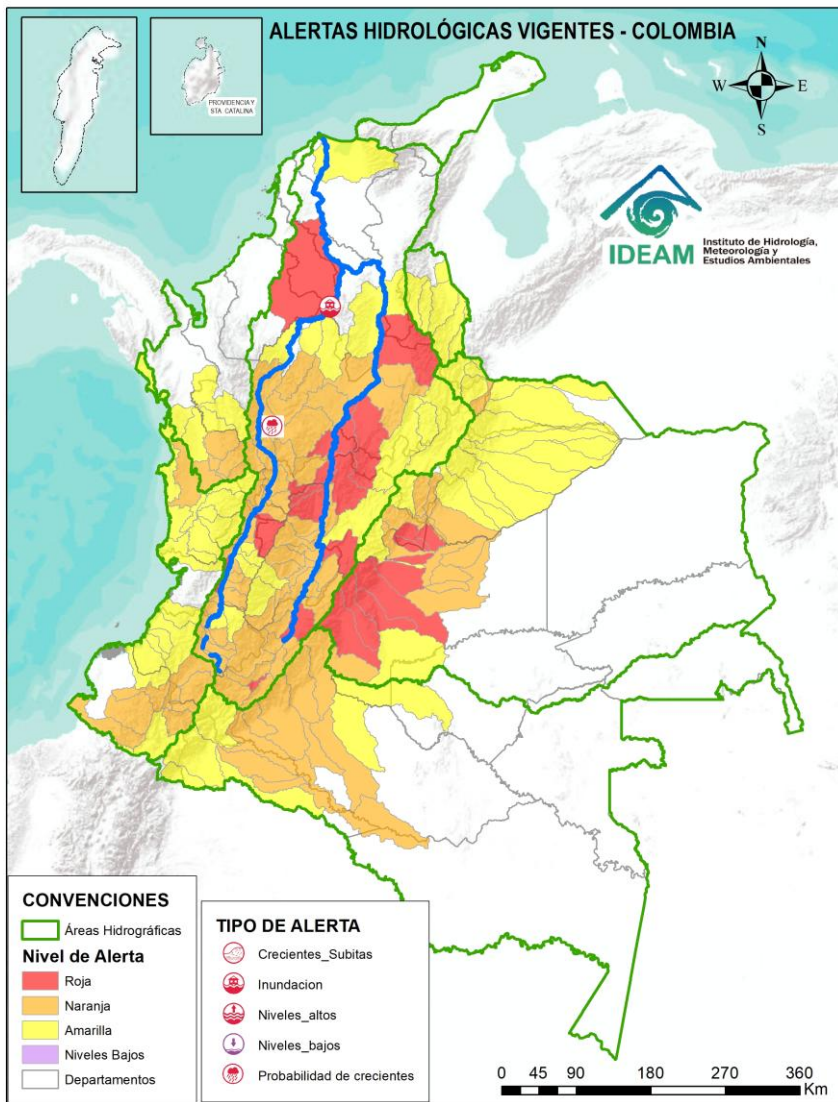 ALERTAS HIDROLÓGICAS VIGENTES - COLOMBIA
PROVIDENCIA Y
STA. CATALINA
N
W
E
S
IDEAM
Instituto de Hidrología,
Meteorología y
Estudios Ambientales
CONVENCIONES
Áreas Hidrográficas
Nivel de Alerta
Roja
Naranja
Amarilla
Niveles Bajos
Departamentos
TIPO DE ALERTA
Crecientes_Subitas
Inundacion
Niveles_altos
Niveles_bajos
Probabilidad de crecientes
0 45 90 180 270 360
Km